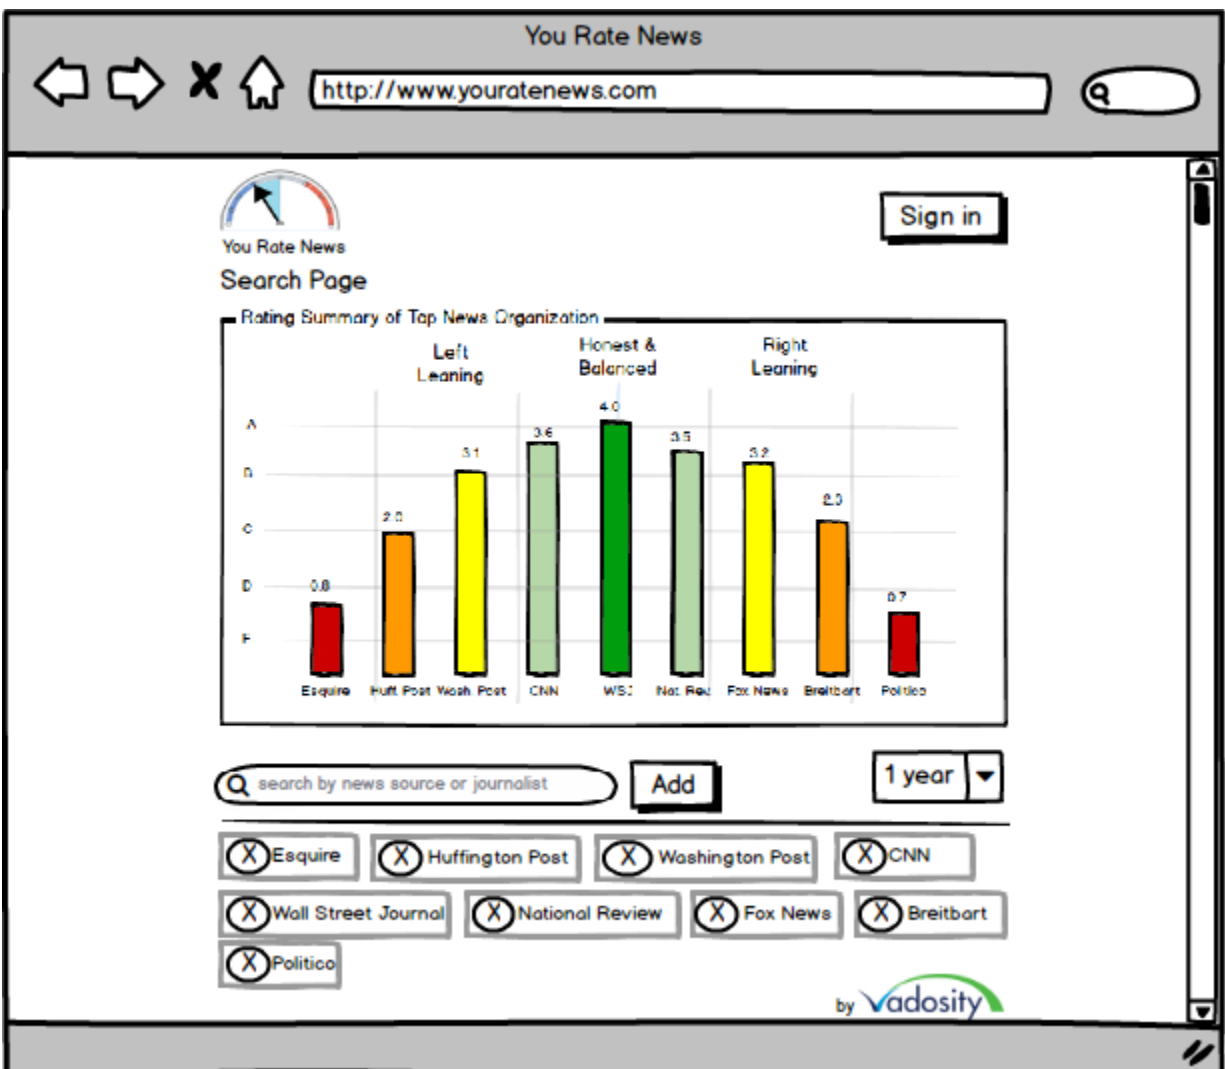 You Rate News
http://www.youratenews.com
You Rate News
Sign in
Search Page
Rating Summary of Top News Organization
Left Leaning
Honest & Balanced
Right Leaning
A
B
C
D
F
0.8
2.0
3.1
3.6
4.0
3.5
3.2
2.3
0.7
Esquire
Huff Post
Wash. Post
CNN
WSJ
Nat. Rev.
Fox News
Breitbart
Politico
search by news source or journalist
Add
1 year
X Esquire
X Huffington Post
X Washington Post
X CNN
X Wall Street Journal
X National Review
X Fox News
X Breitbart
X Politico
by Vadosity